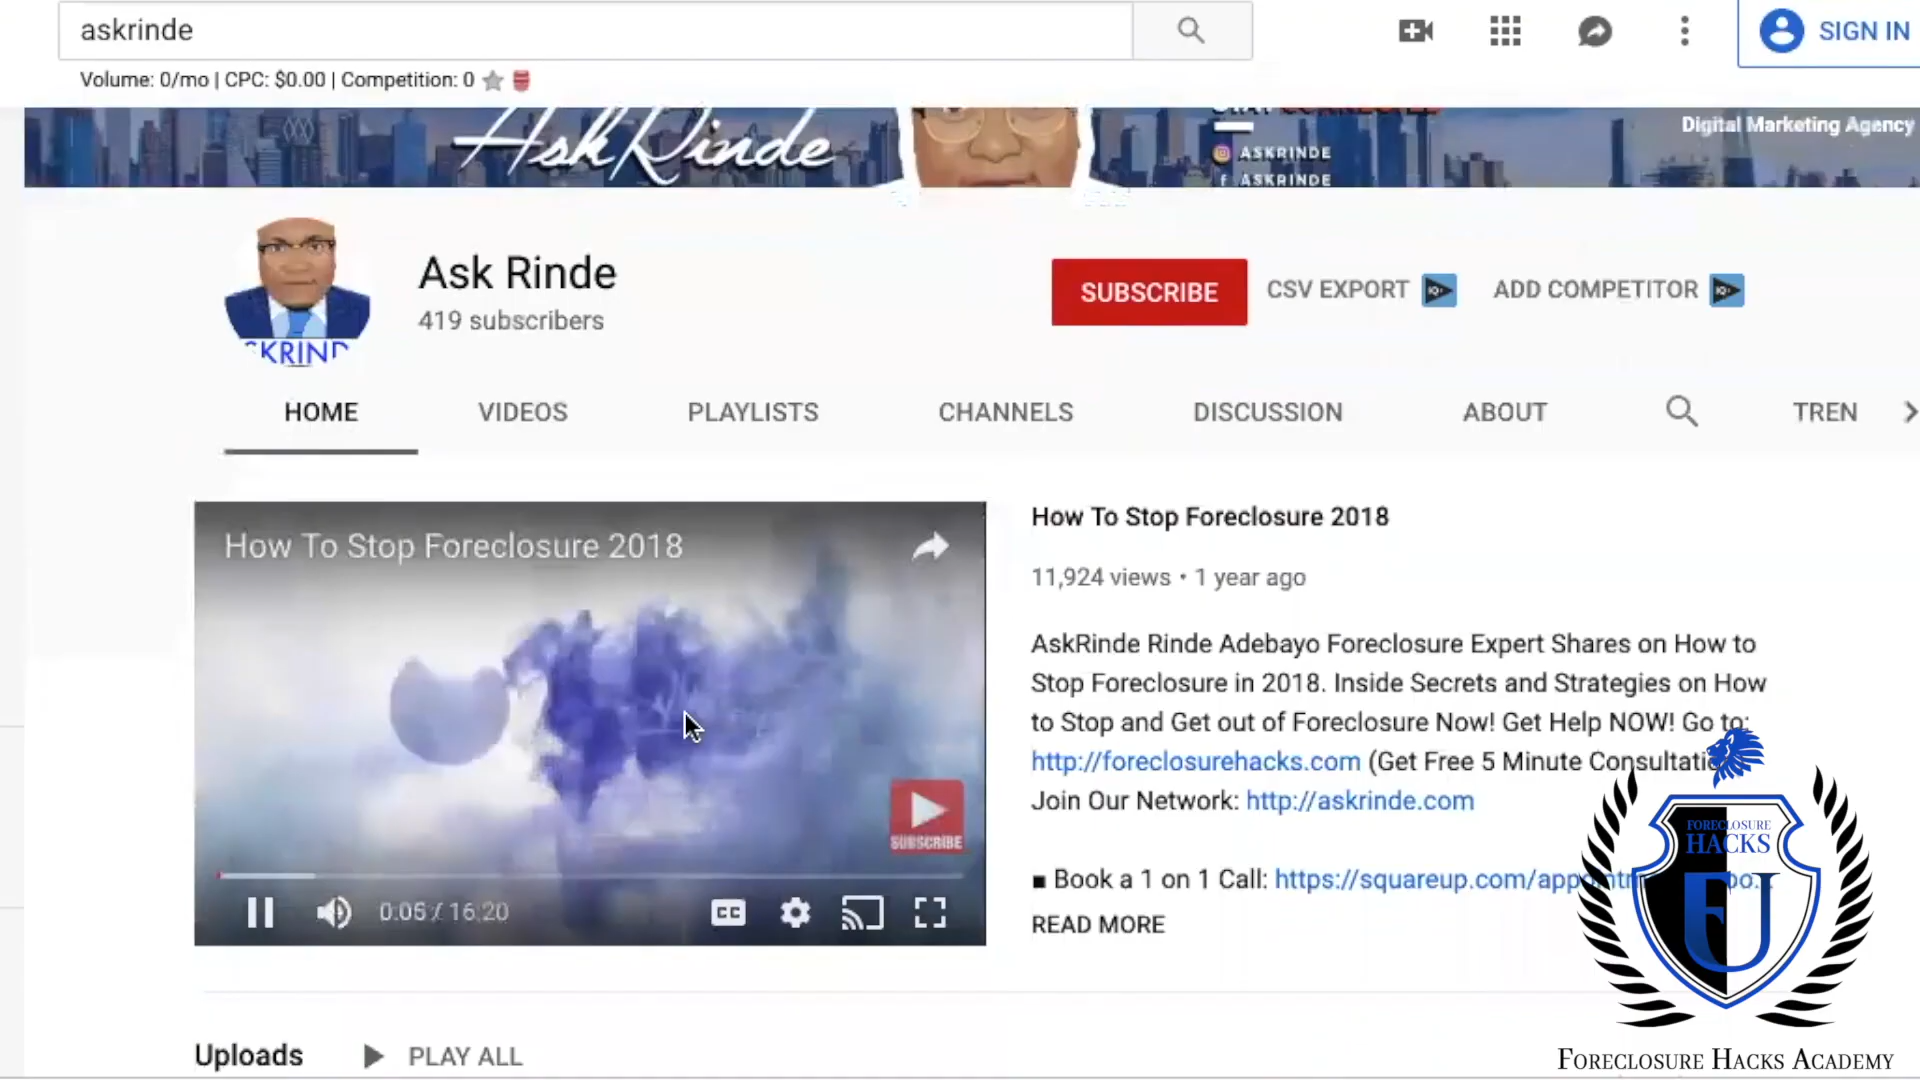 askrinde
SIGN IN
Volume: 0/mo | CPC: $0.00 | Competition: 0
AskRinde
ASKRINDE
f ASKRINDE
Digital Marketing Agency
KRIND
Ask Rinde
419 subscribers
SUBSCRIBE
CSV EXPORT
ADD COMPETITOR
HOME
VIDEOS
PLAYLISTS
CHANNELS
DISCUSSION
ABOUT
TREN
How To Stop Foreclosure 2018
SUBSCRIBE
0:05 / 16:20
CC
How To Stop Foreclosure 2018
11,924 views • 1 year ago
AskRinde Rinde Adebayo Foreclosure Expert Shares on How to
Stop Foreclosure in 2018. Inside Secrets and Strategies on How
to Stop and Get out of Foreclosure Now! Get Help NOW! Go to:
http://foreclosurehacks.com (Get Free 5 Minute Consultati
Join Our Network: http://askrinde.com
■ Book a 1 on 1 Call: https://squareup.com/app
READ MORE
FORECLOSURE
HACKS
FU
FORECLOSURE HACKS ACADEMY
Uploads
PLAY ALL